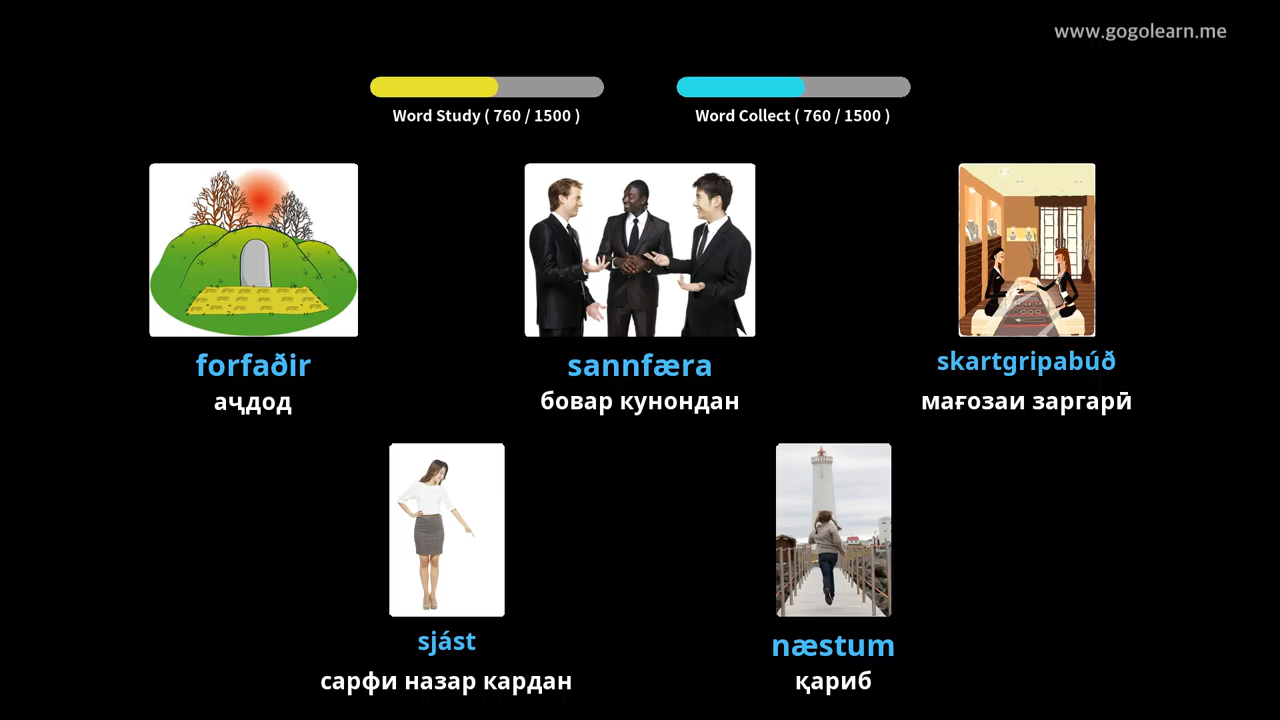 www.gogolearn.me
Word Study ( 760 / 1500 )
Word Collect ( 760 / 1500 )
forfaðir
аҷдод
sannfæra
бовар кунондан
skartgripabúð
мағозаи заргарӣ
sjást
сарфи назар кардан
næstum
қариб